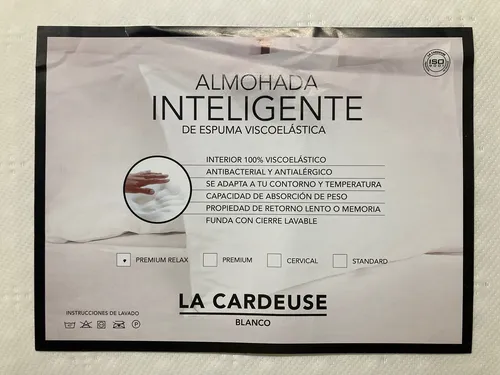 ISO
ALMOHADA
INTELIGENTE
DE ESPUMA VISCOELÁSTICA
INTERIOR 100% VISCOELÁSTICO
ANTIBACTERIAL Y ANTIALÉRGICO
SE ADAPTA A TU CONTORNO Y TEMPERATURA
CAPACIDAD DE ABSORCIÓN DE PESO
PROPIEDAD DE RETORNO LENTO O MEMORIA
FUNDA CON CIERRE LAVABLE
PREMIUM RELAX PREMIUM CERVICAL STANDARD
LA CARDEUSE
BLANCO
INSTRUCCIONES DE LAVADO
P